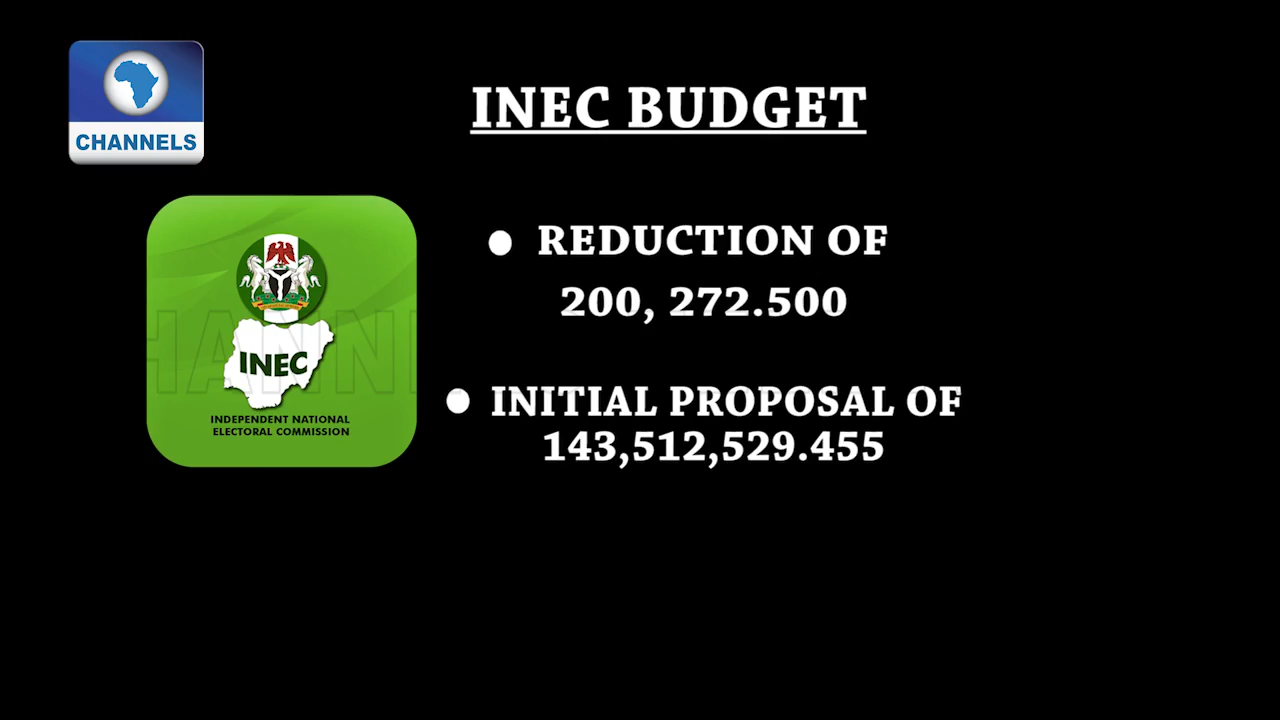 CHANNELS
INEC BUDGET
REDUCTION OF
200, 272.500
INITIAL PROPOSAL OF
143,512,529.455
INEC
INDEPENDENT NATIONAL
ELECTORAL COMMISSION